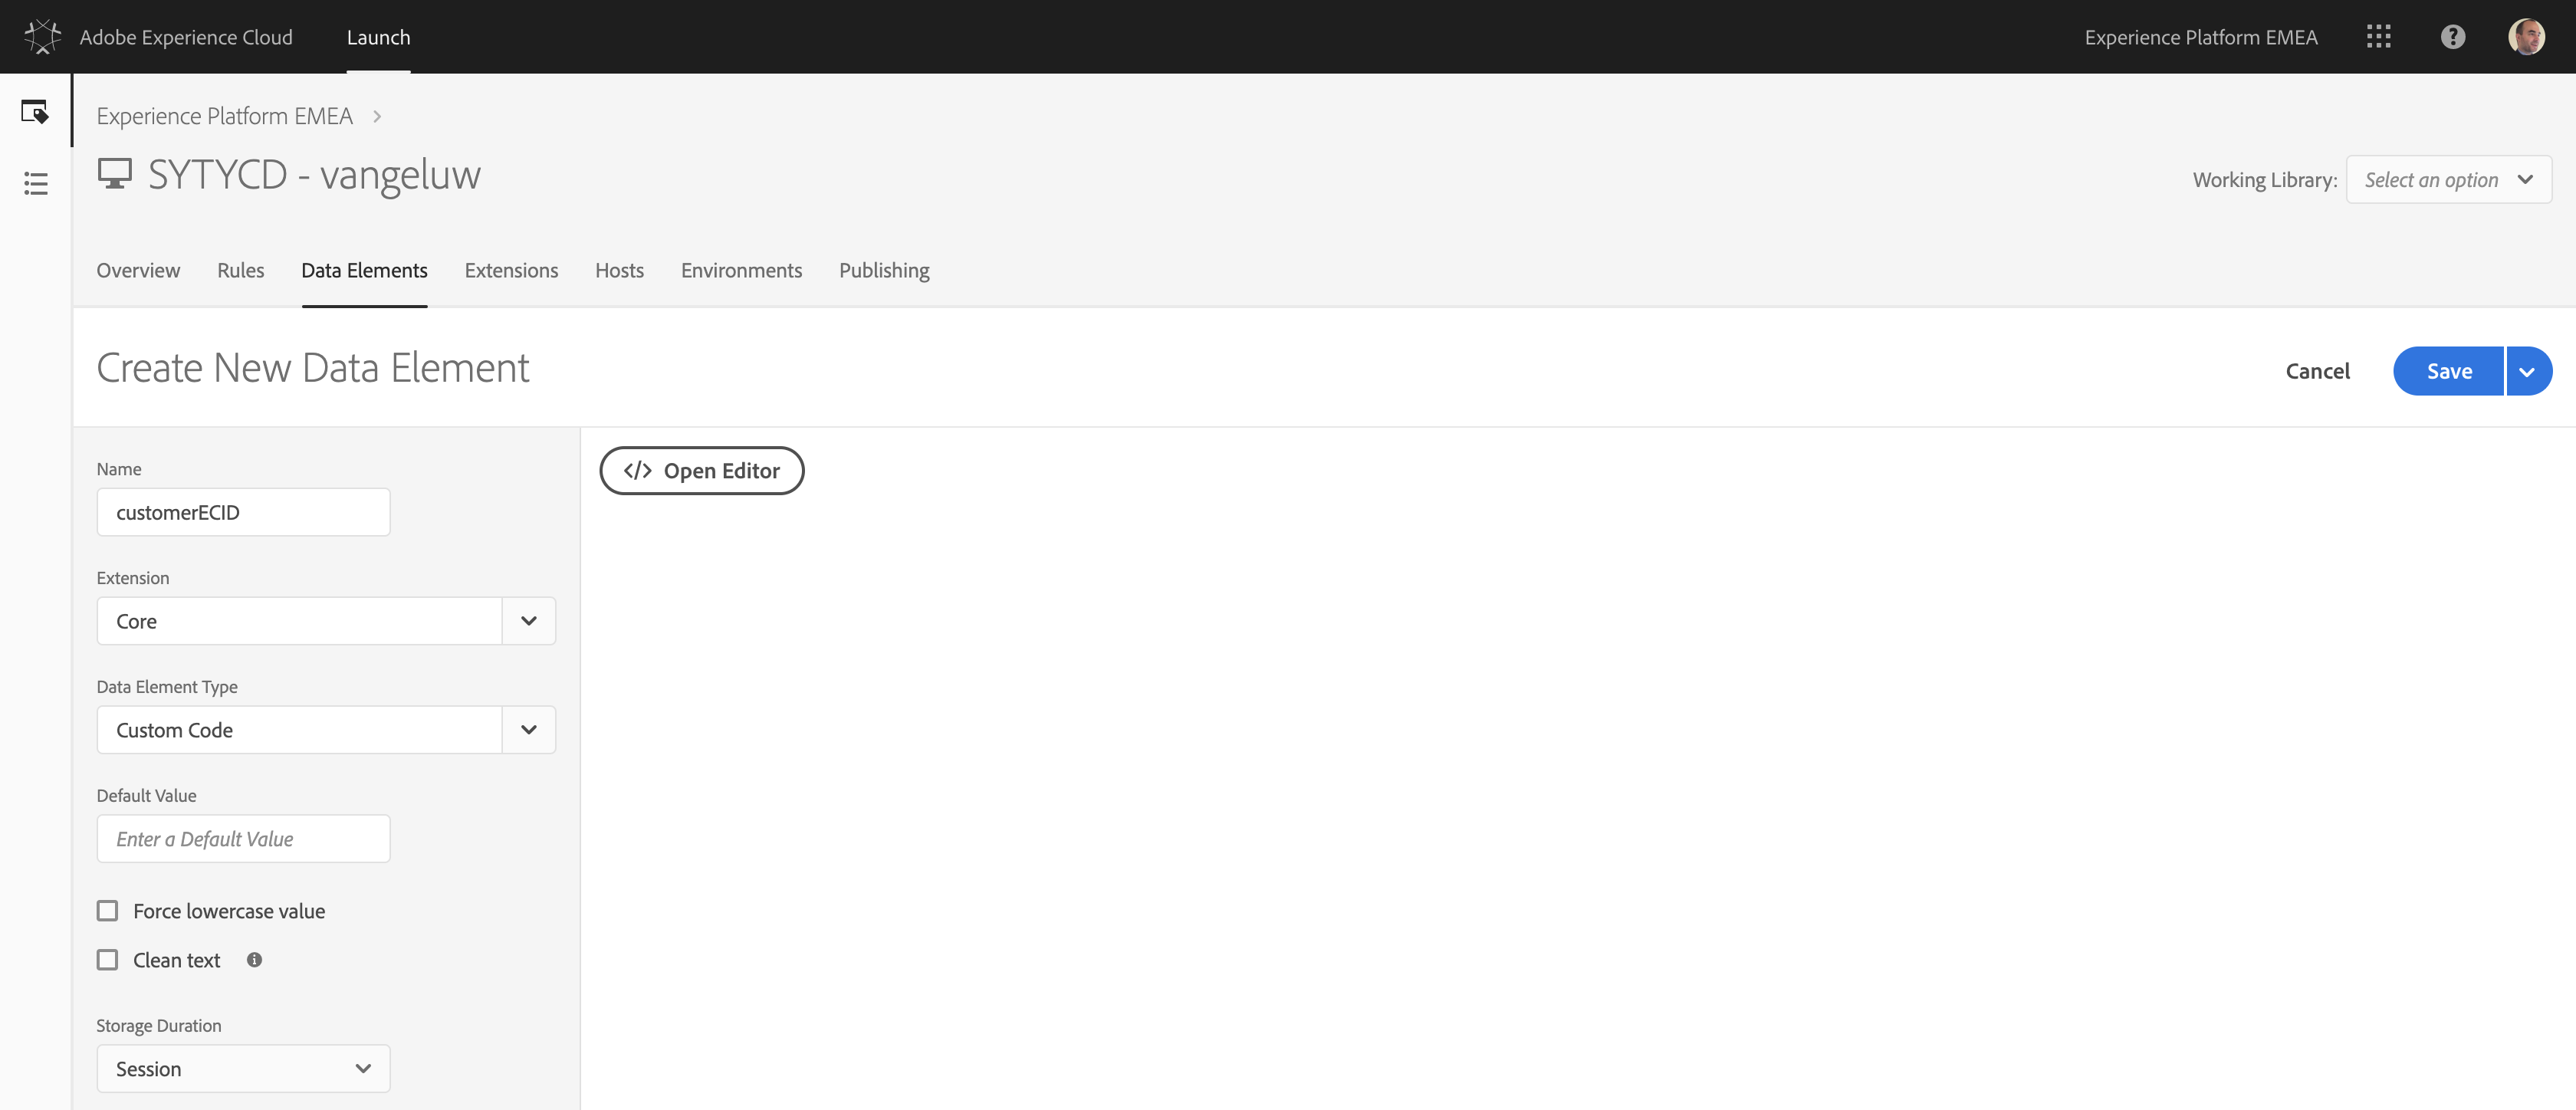 Adobe Experience Cloud Launch Experience Platform EMEA
Experience Platform EMEA
SYTYCD - vangeluw
Working Library: Select an option
Overview Rules Data Elements Extensions Hosts Environments Publishing
Create New Data Element
Cancel Save
Name
customerECID
</> Open Editor
Extension
Core
Data Element Type
Custom Code
Default Value
Enter a Default Value
Force lowercase value
Clean text
Storage Duration
Session